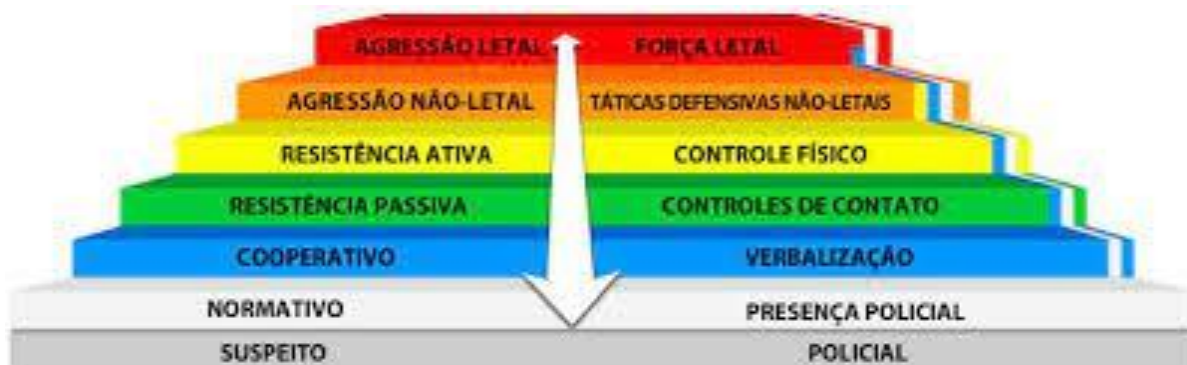 AGRESSÃO LETAL FORÇA LETAL
AGRESSÃO NÃO-LETAL TÁTICAS DEFENSIVAS NÃO-LETAIS
RESISTÊNCIA ATIVA CONTROLE FÍSICO
RESISTÊNCIA PASSIVA CONTROLES DE CONTATO
COOPERATIVO VERBALIZAÇÃO
NORMATIVO PRESENÇA POLICIAL
SUSPEITO POLICIAL